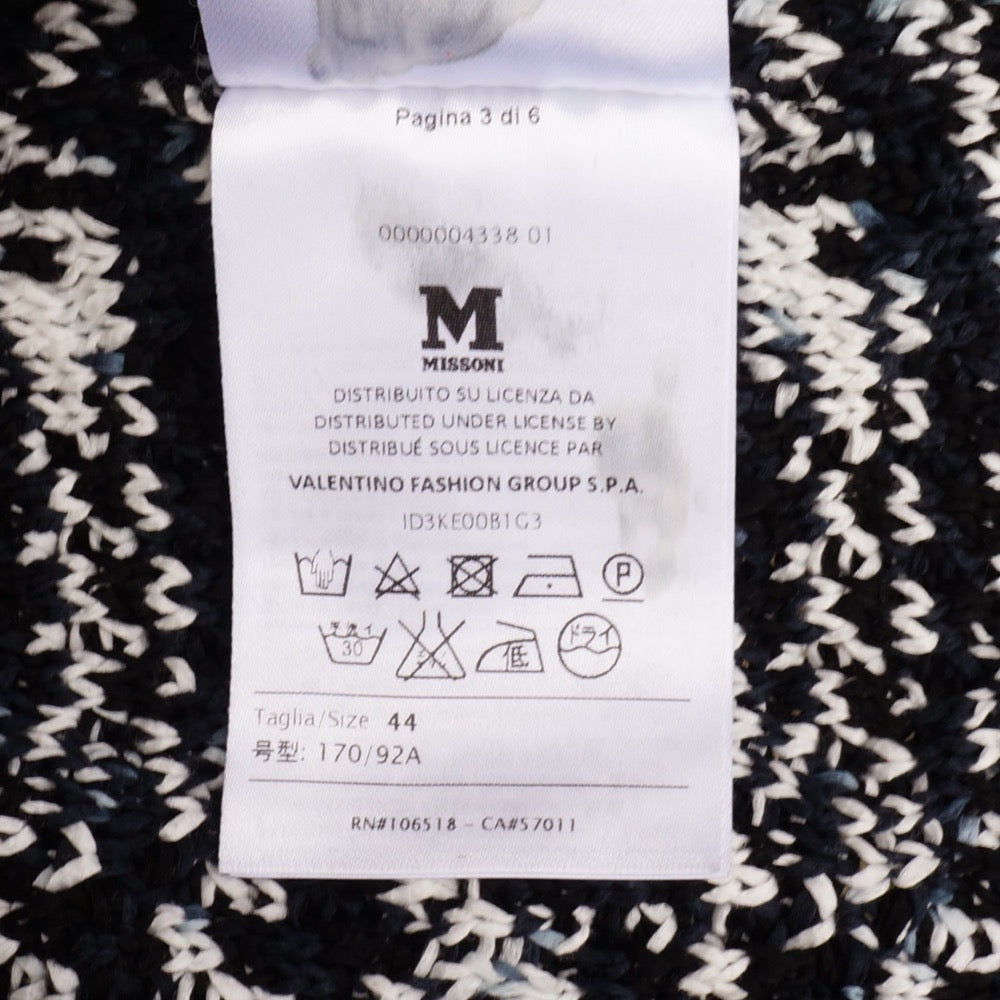 Pagina 3 di 6
0000004338 01
M
MISSONI
DISTRIBUITO SU LICENZA DA
DISTRIBUTED UNDER LICENSE BY
DISTRIBUÉ SOUS LICENCE PAR
VALENTINO FASHION GROUP S.P.A.
ID3KE00B1G3
P
手洗イ 30 低 ドライ
Taglia/Size 44
号型: 170/92A
RN#106518 - CA#57011